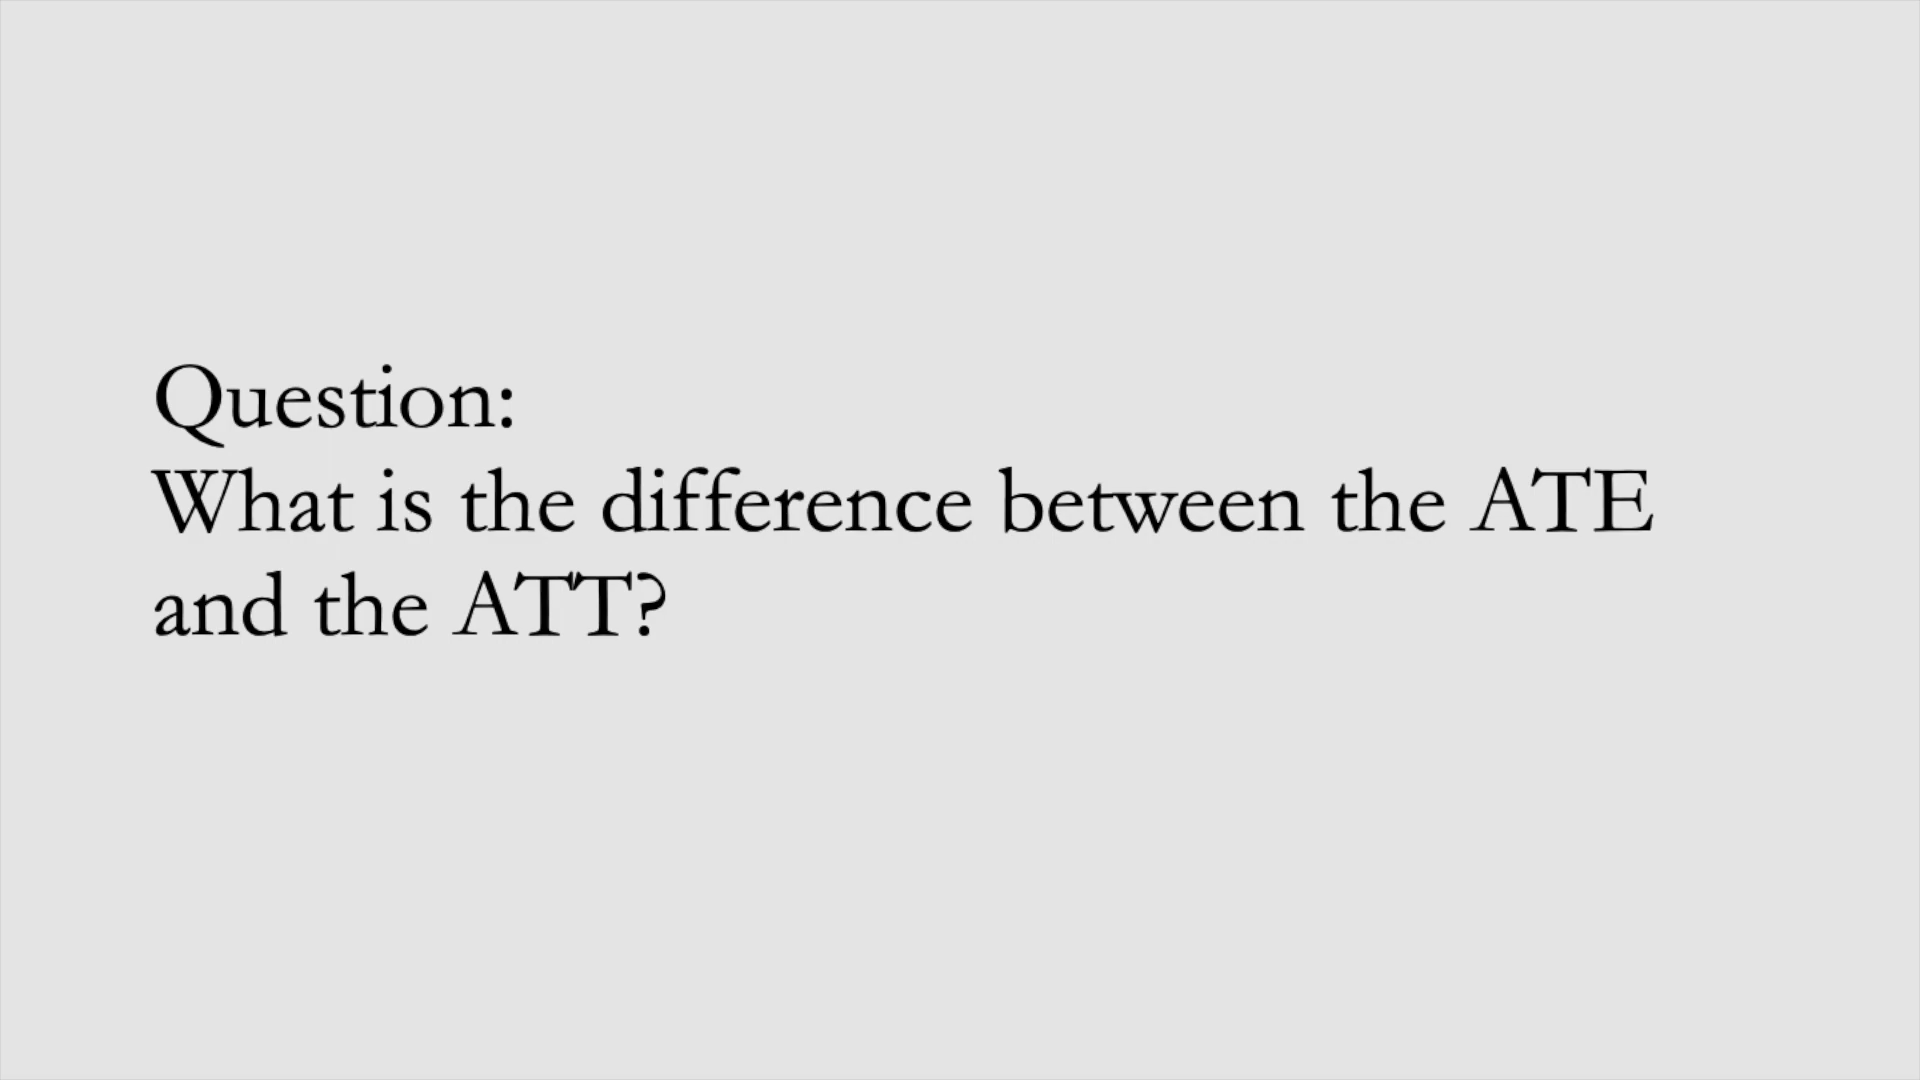 Question:
What is the difference between the ATE
and the ATT?